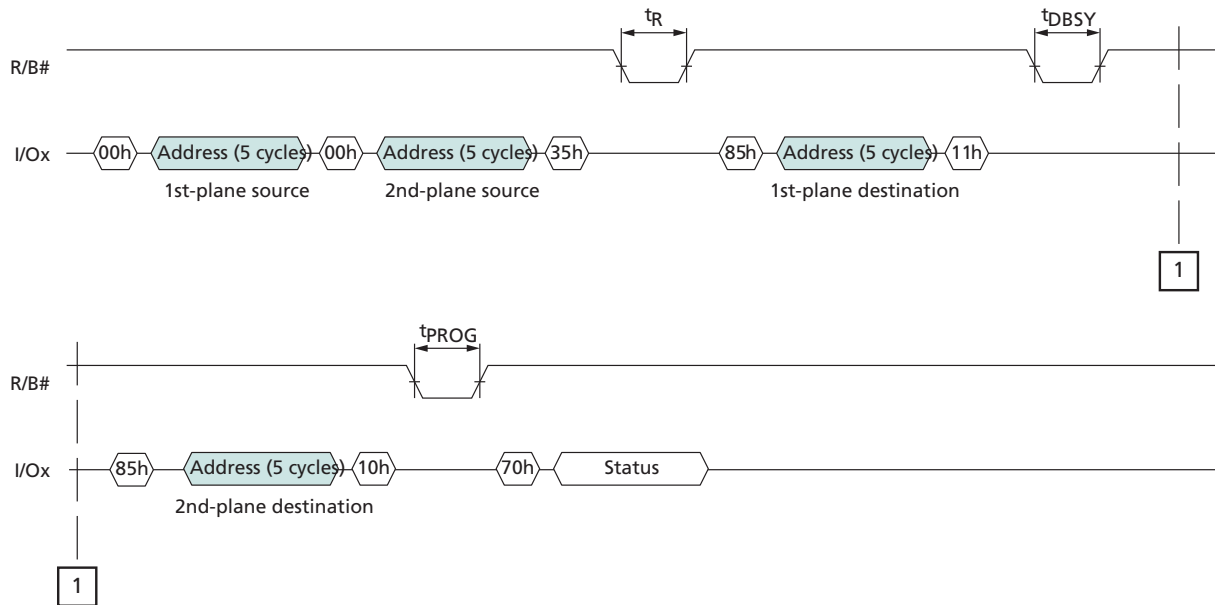 tR tDBSY
R/B#
I/Ox 00h Address (5 cycles) 00h Address (5 cycles) 35h 85h Address (5 cycles) 11h
1st-plane source 2nd-plane source 1st-plane destination
1
tPROG
R/B#
I/Ox 85h Address (5 cycles) 10h 70h Status
2nd-plane destination
1